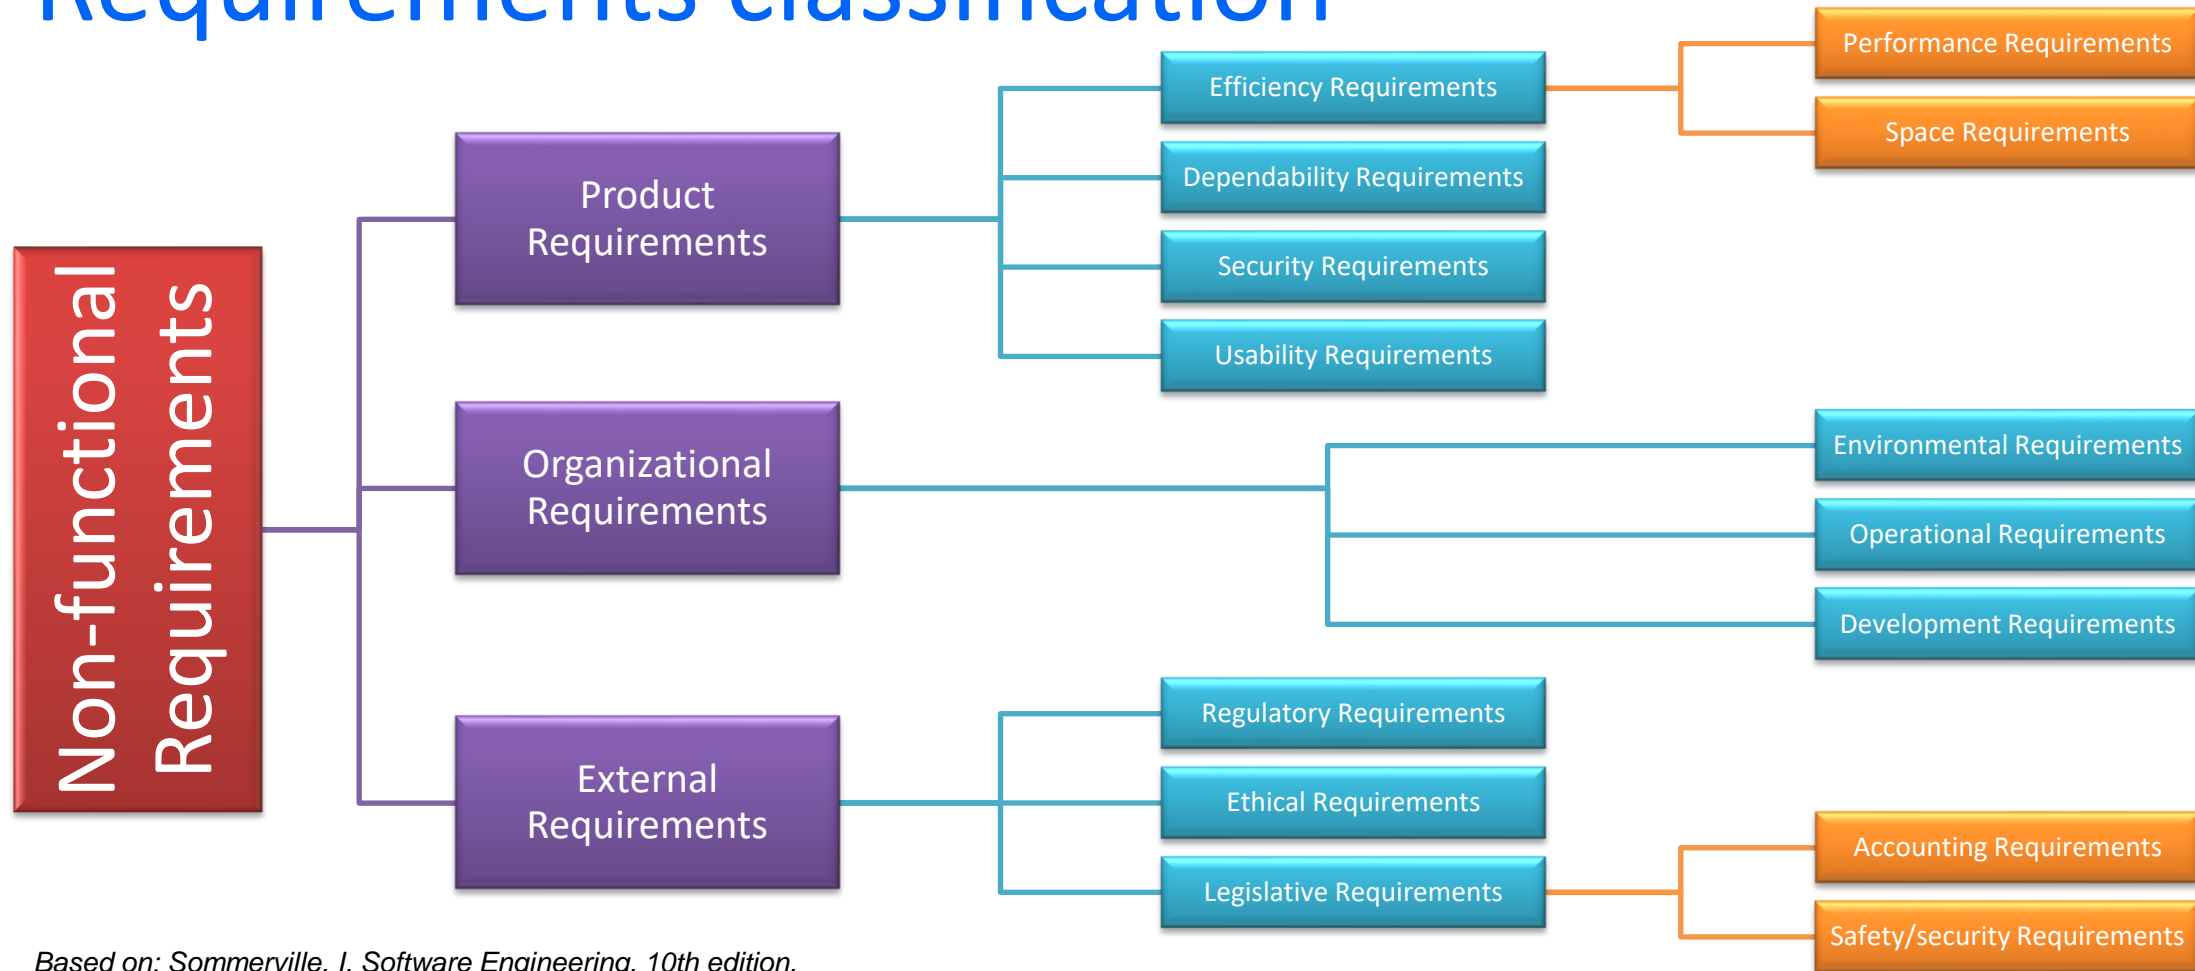 Requirements classification
Non-functional
Requirements
Product
Requirements
Efficiency Requirements
Performance Requirements
Space Requirements
Dependability Requirements
Security Requirements
Usability Requirements
Organizational
Requirements
Environmental Requirements
Operational Requirements
Development Requirements
External
Requirements
Regulatory Requirements
Ethical Requirements
Legislative Requirements
Accounting Requirements
Safety/security Requirements
Based on: Sommerville, I. Software Engineering, 10th edition.